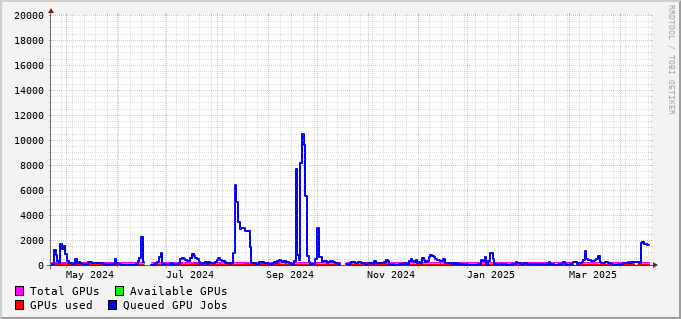 20000
18000
16000
14000
12000
10000
8000
6000
4000
2000
0
May 2024 Jul 2024 Sep 2024 Nov 2024 Jan 2025 Mar 2025
Total GPUs Available GPUs
GPUs used Queued GPU Jobs
RRDTOOL / TOBI OETIKER